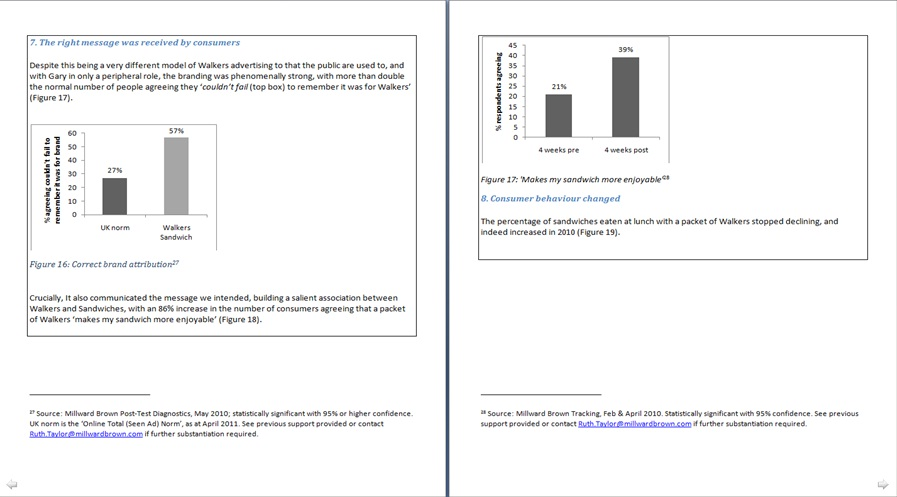 7. The right message was received by consumers
Despite this being a very different model of Walkers advertising to that the public are used to, and
with Gary in only a peripheral role, the branding was phenomenally strong, with more than double
the normal number of people agreeing they ‘couldn’t fail (top box) to remember it was for Walkers’
(Figure 17).
% agreeing couldn't fail to
remember it was for brand
60
50
40
30
20
10
0
27%
57%
UK norm
Walkers
Sandwich
Figure 16: Correct brand attribution27
Crucially, It also communicated the message we intended, building a salient association between
Walkers and Sandwiches, with an 86% increase in the number of consumers agreeing that a packet
of Walkers ‘makes my sandwich more enjoyable’ (Figure 18).
27 Source: Millward Brown Post-Test Diagnostics, May 2010; statistically significant with 95% or higher confidence.
UK norm is the ‘Online Total (Seen Ad) Norm’, as at April 2011. See previous support provided or contact
Ruth.Taylor@millwardbrown.com if further substantiation required.
% respondents agreeing
45
40
35
30
25
20
15
10
5
0
21%
39%
4 weeks pre
4 weeks post
Figure 17: ‘Makes my sandwich more enjoyable’28
8. Consumer behaviour changed
The percentage of sandwiches eaten at lunch with a packet of Walkers stopped declining, and
indeed increased in 2010 (Figure 19).
28 Source: Millward Brown Tracking, Feb & April 2010. Statistically significant with 95% confidence. See previous
support provided or contact Ruth.Taylor@millwardbrown.com if further substantiation required.